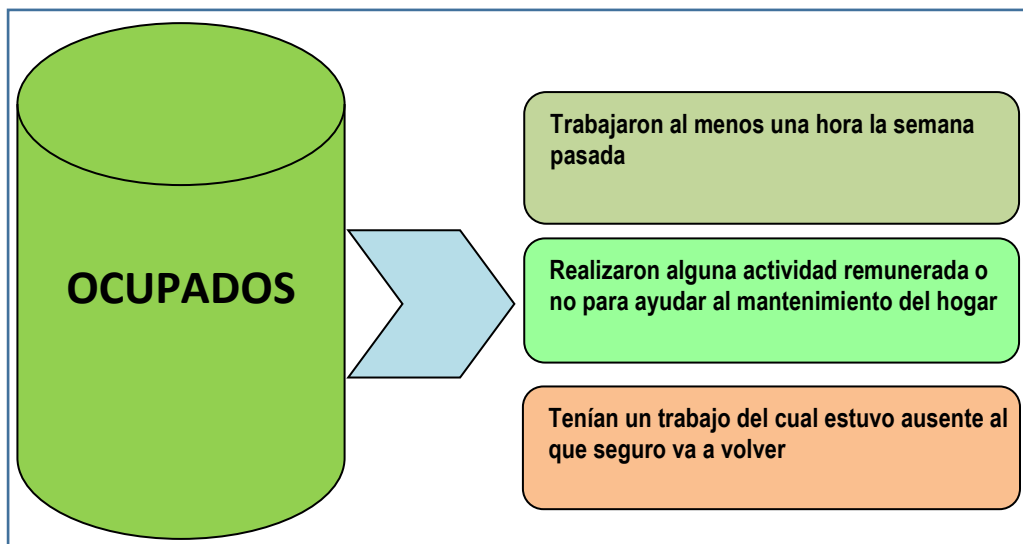 OCUPADOS
Trabajaron al menos una hora la semana
pasada
Realizaron alguna actividad remunerada o
no para ayudar al mantenimiento del hogar
Tenían un trabajo del cual estuvo ausente al
que seguro va a volver